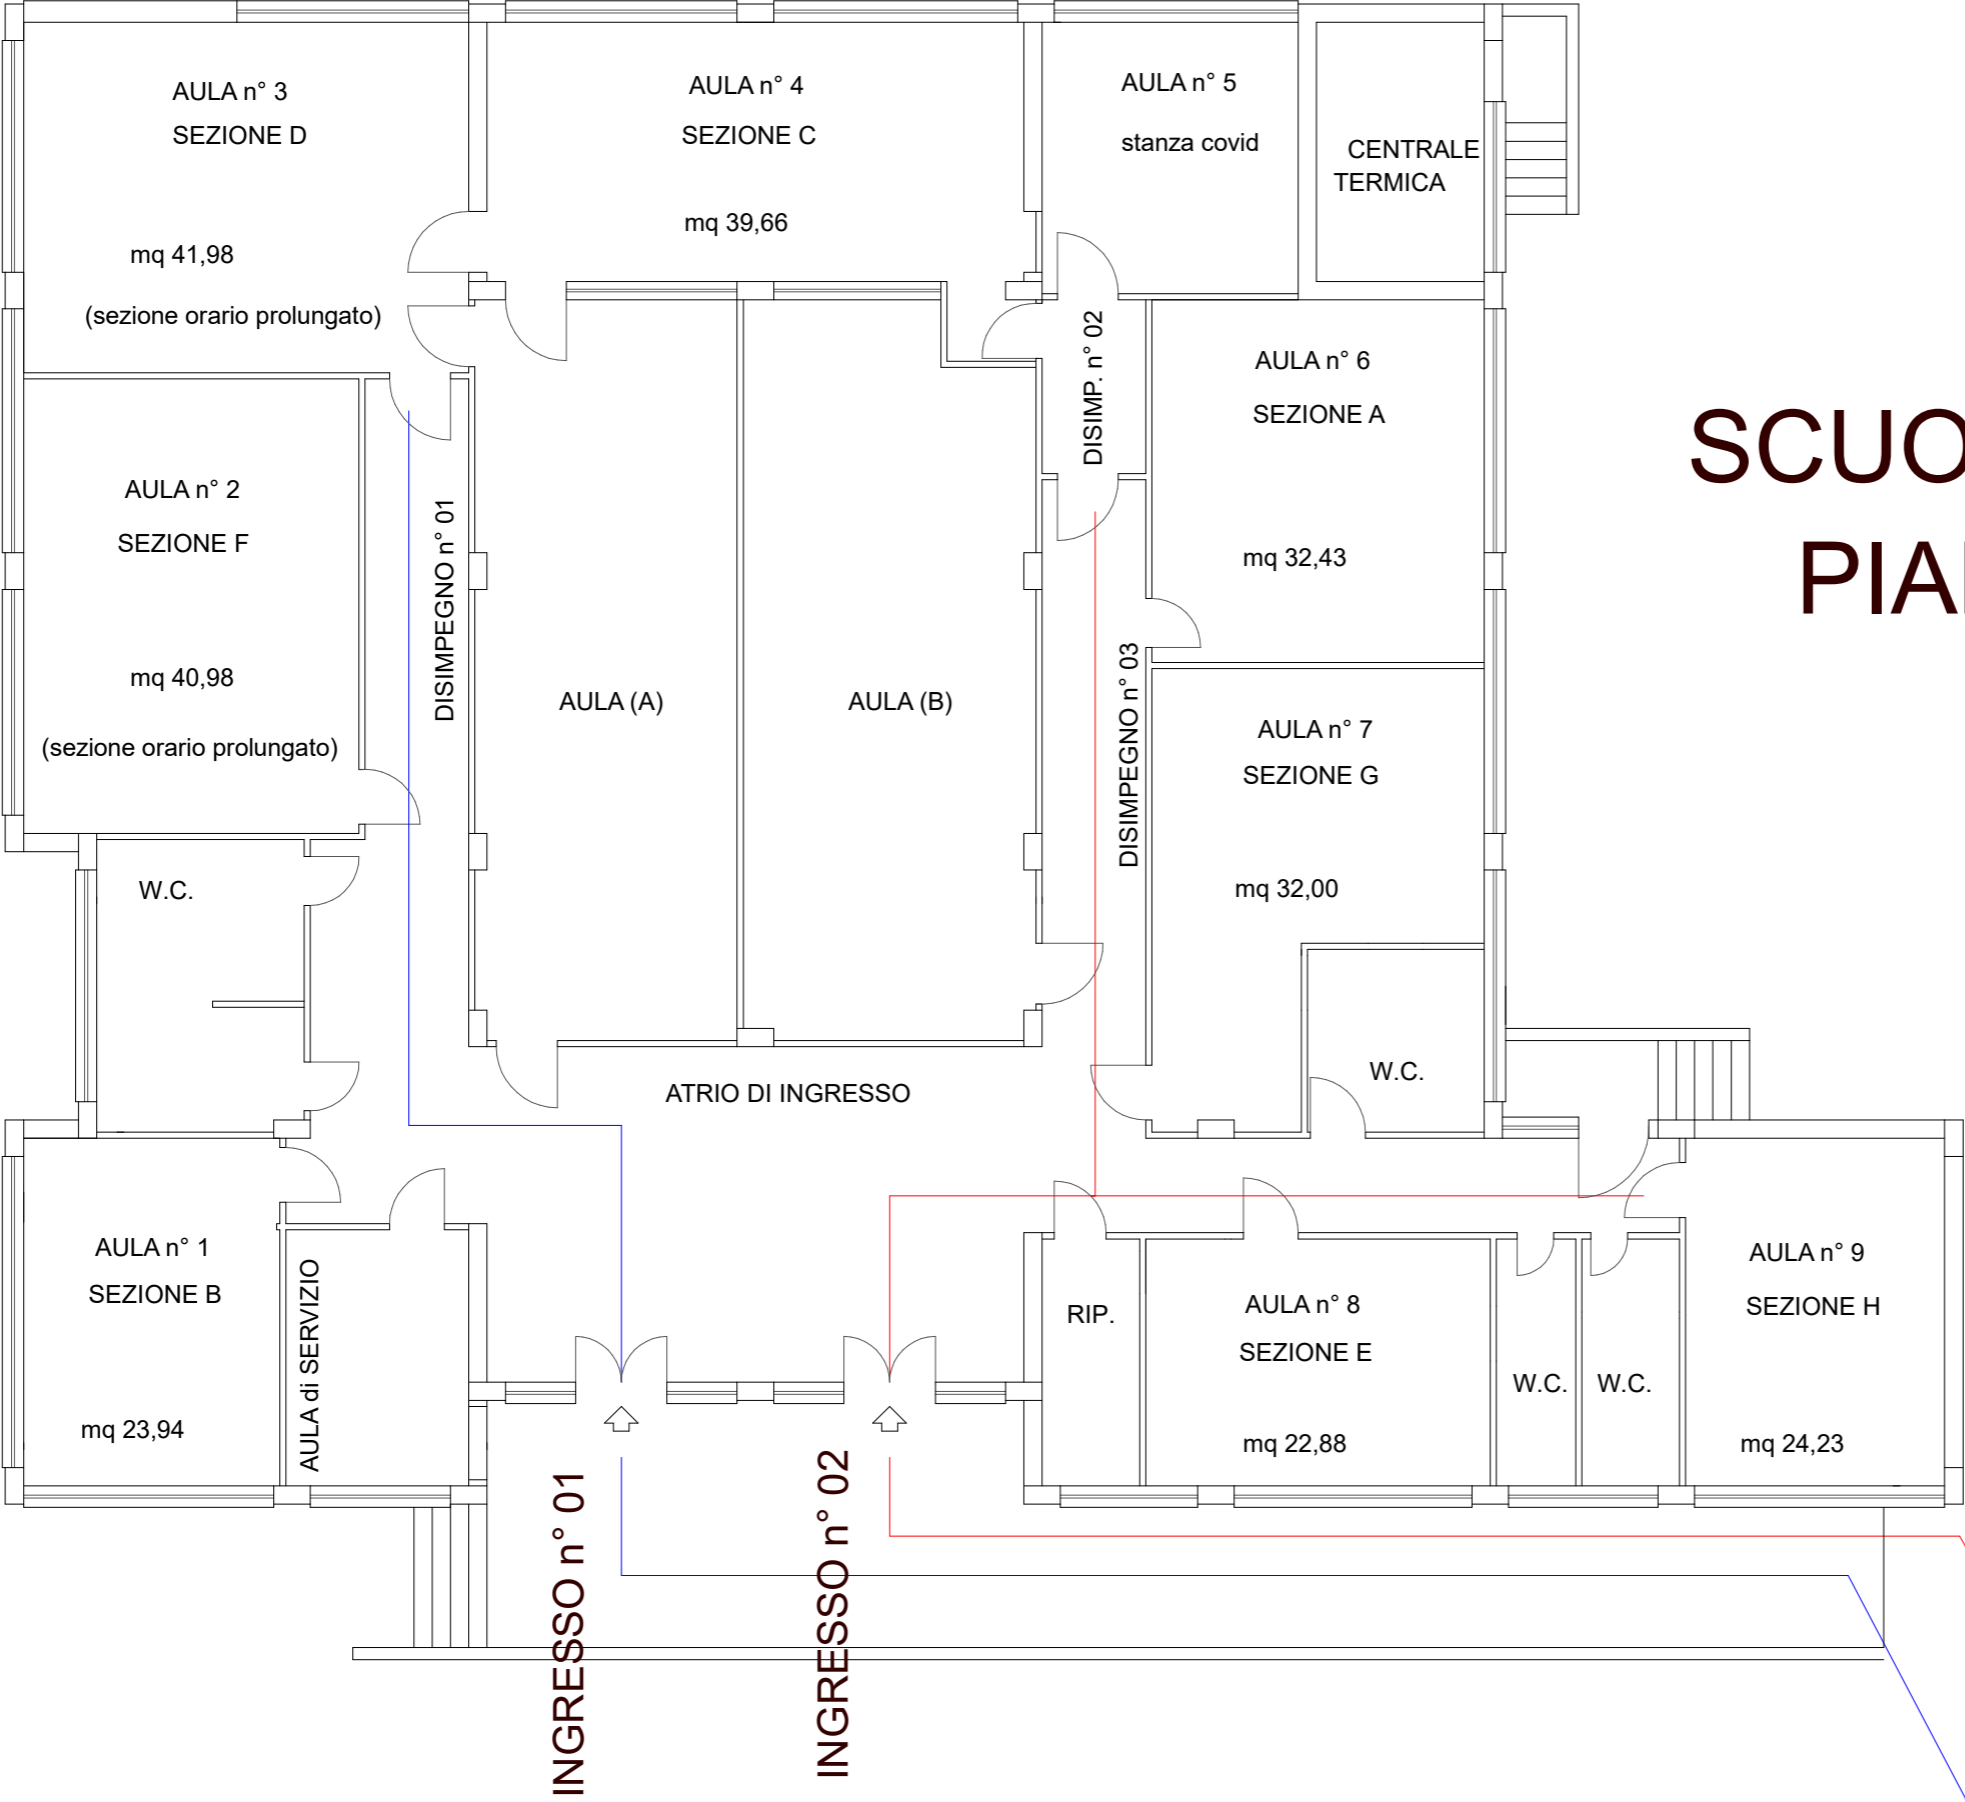 AULA n° 3
SEZIONE D
mq 41,98
(sezione orario prolungato)
AULA n° 4
SEZIONE C
mq 39,66
AULA n° 5
stanza covid
CENTRALE
TERMICA
DISIMP. n° 02
AULA n° 6
SEZIONE A
mq 32,43
SCUO
PIA
AULA n° 2
SEZIONE F
mq 40,98
(sezione orario prolungato)
DISIMPEGNO n° 01
AULA (A)
AULA (B)
DISIMPEGNO n° 03
AULA n° 7
SEZIONE G
mq 32,00
W.C.
W.C.
ATRIO DI INGRESSO
AULA n° 1
SEZIONE B
mq 23,94
AULA di SERVIZIO
RIP.
AULA n° 8
SEZIONE E
mq 22,88
W.C.
W.C.
AULA n° 9
SEZIONE H
mq 24,23
INGRESSO n° 01
INGRESSO n° 02